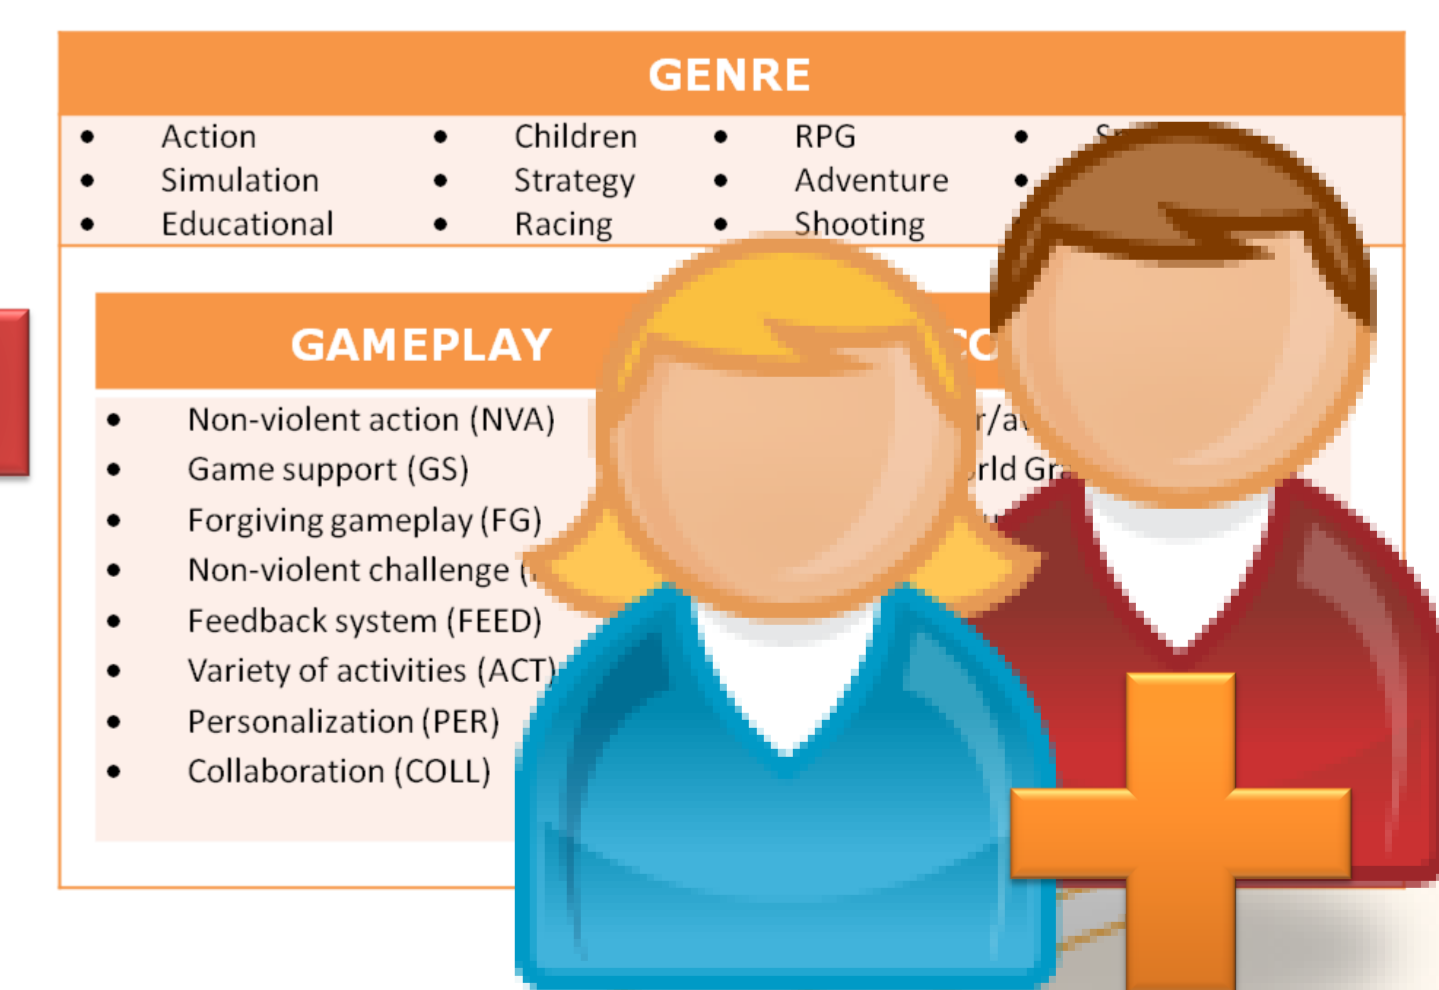 GENRE
Action Children RPG
Simulation Strategy Adventure
Educational Racing Shooting
GAMEPLAY
Non-violent action (NVA)
Game support (GS)
Forgiving gameplay (FG)
Non-violent challenge
Feedback system (FEED)
Variety of activities (ACT)
Personalization (PER)
Collaboration (COLL)